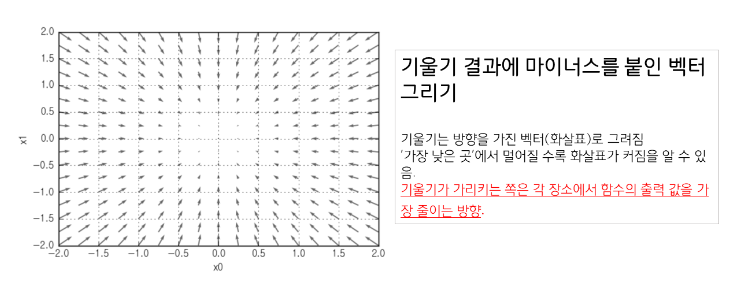 기울기 결과에 마이너스를 붙인 벡터
그리기
기울기는 방향을 가진 벡터(화살표)로 그려짐
'가장 낮은 곳'에서 멀어질 수록 화살표가 커짐을 알 수 있
음.
기울기가 가리키는 쪽은 각 장소에서 함수의 출력 값을 가
장 줄이는 방향.
2.0
1.5
1.0
0.5
0.0
−0.5
−1.0
−1.5
−2.0
x1
−2.0 −1.5 −1.0 −0.5 0.0 0.5 1.0 1.5 2.0
x0